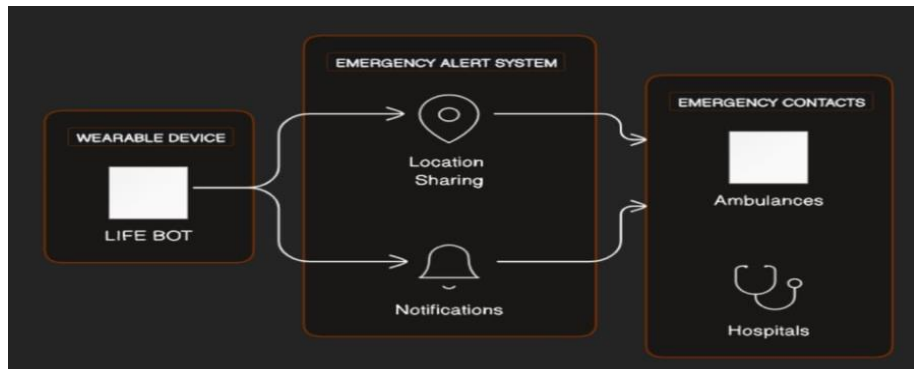 WEARABLE DEVICE
LIFE BOT
EMERGENCY ALERT SYSTEM
Location
Sharing
Notifications
EMERGENCY CONTACTS
Ambulances
Hospitals